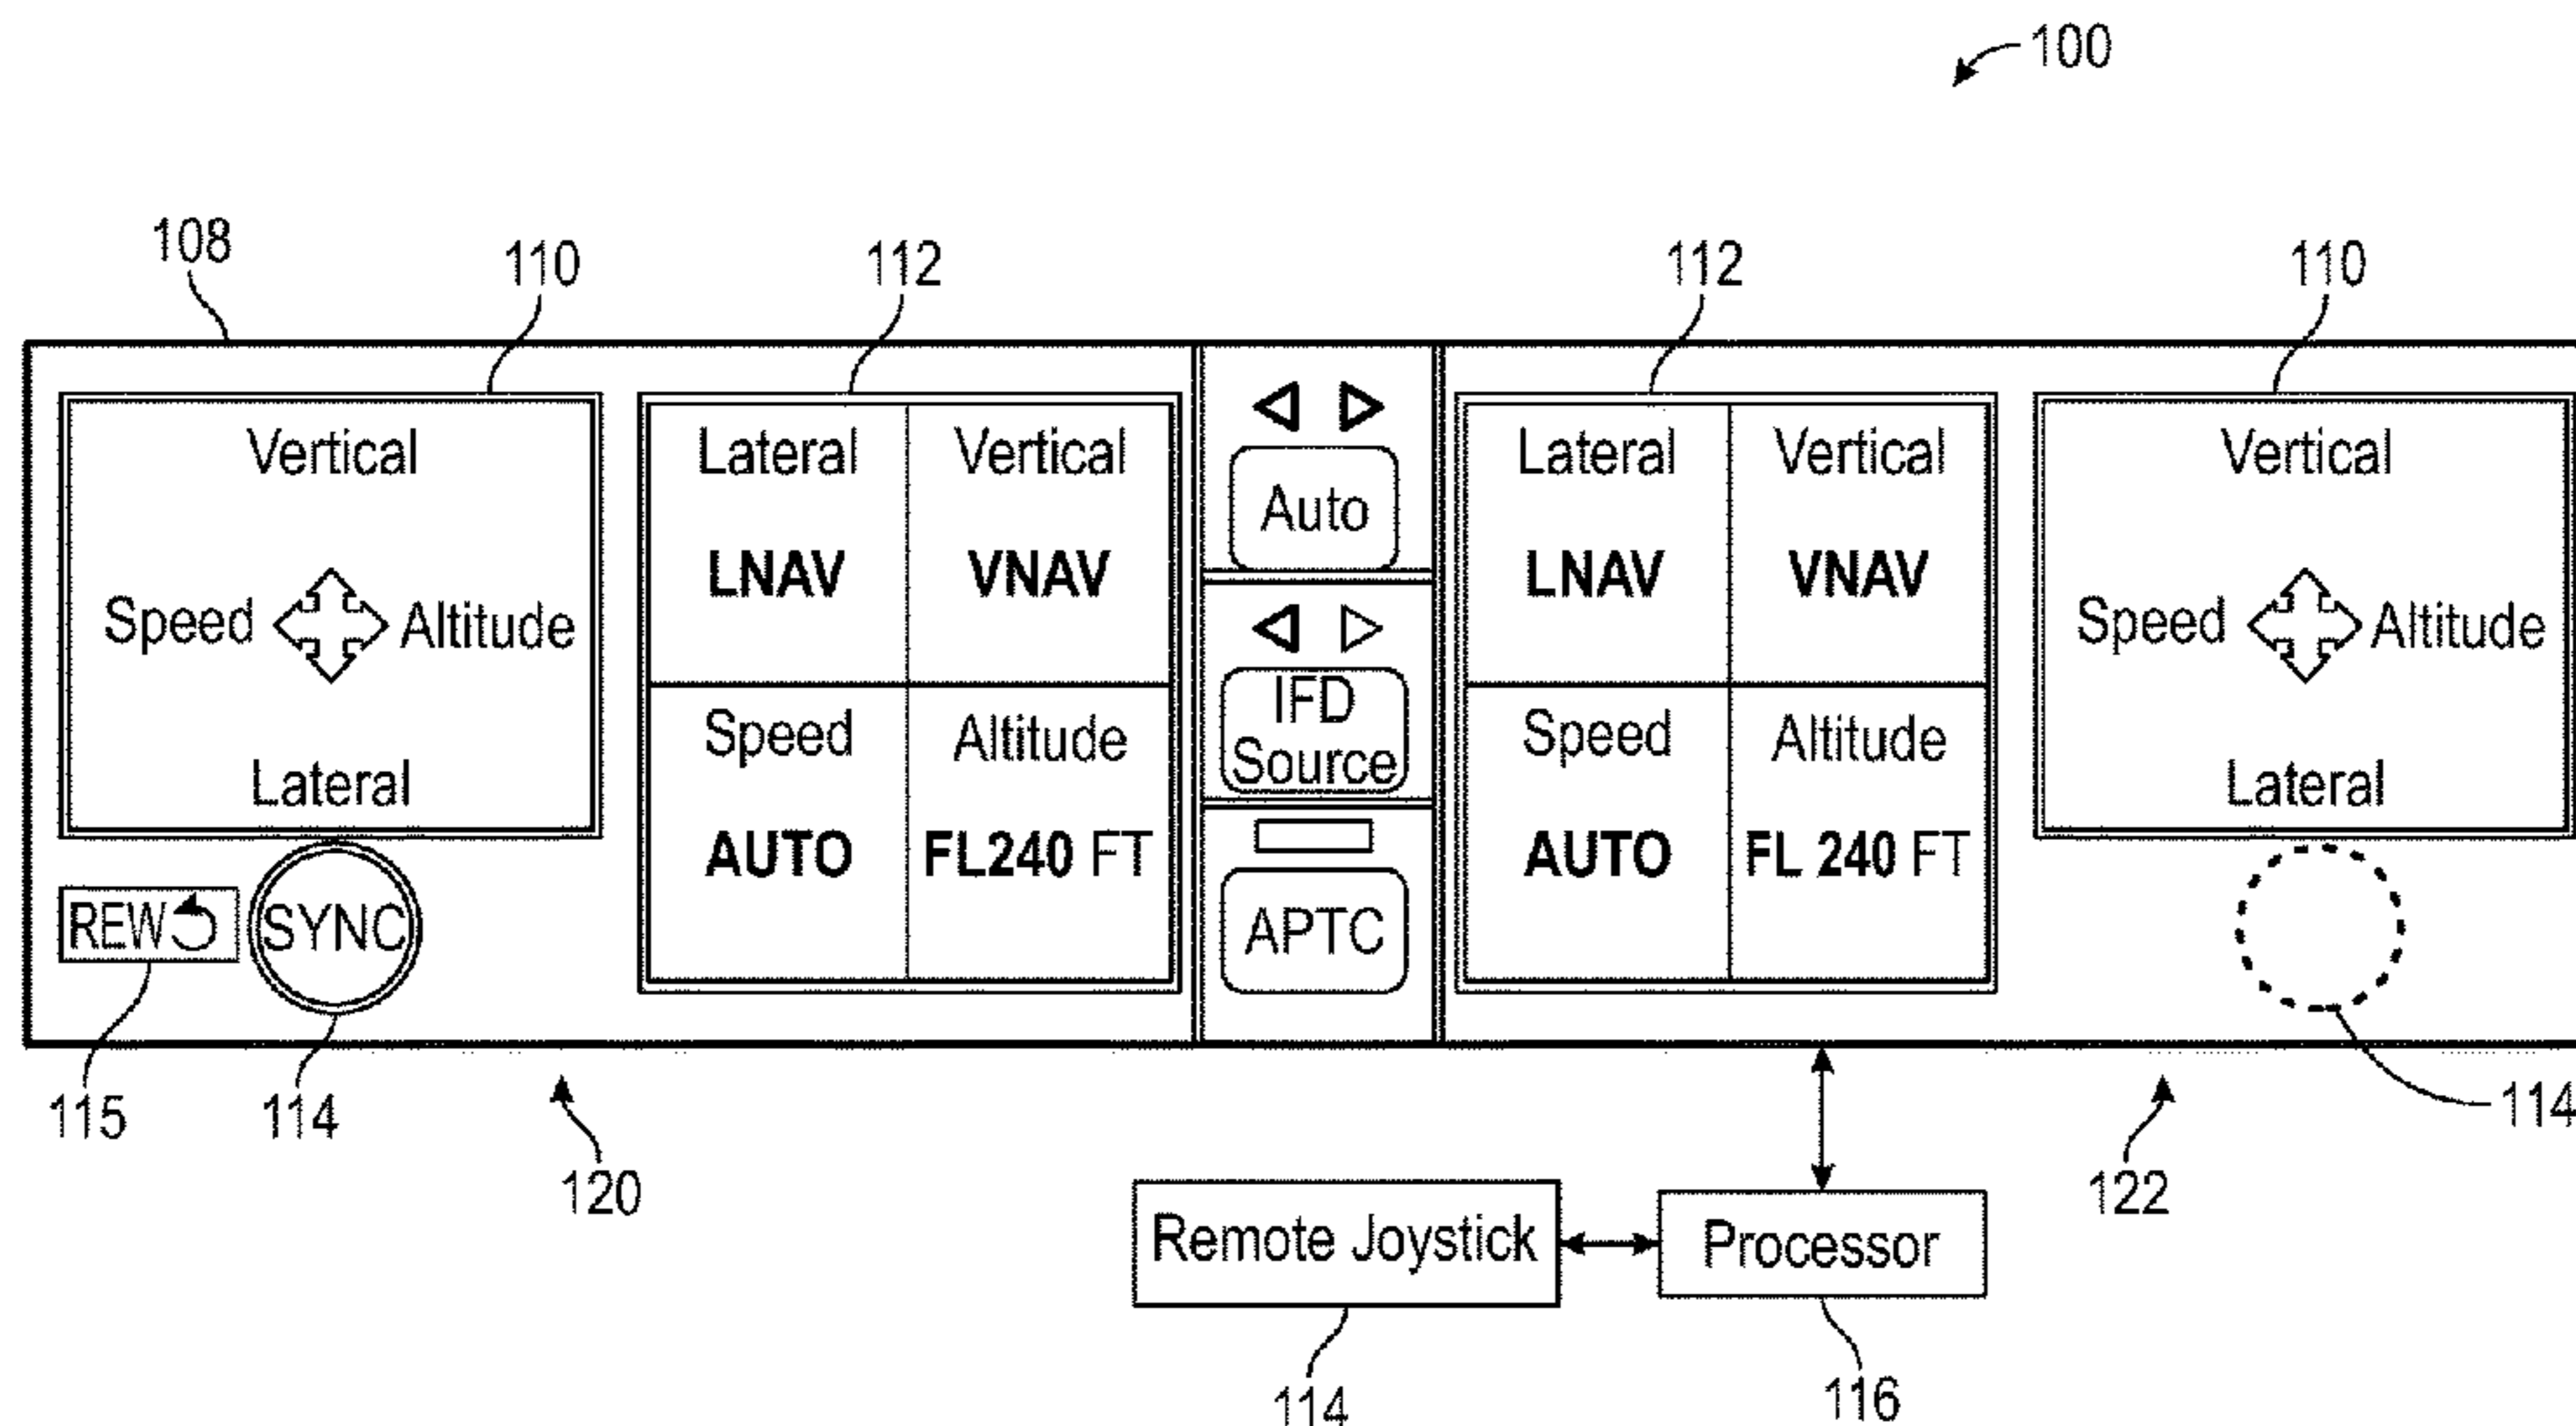 100
108
110
112
112
110
Vertical
Speed Altitude
Lateral
REW
SYNC
Lateral Vertical
LNAV VNAV
Speed Altitude
AUTO FL240 FT
Auto
IFD
Source
APTC
Lateral Vertical
LNAV VNAV
Speed Altitude
AUTO FL 240 FT
Vertical
Speed Altitude
Lateral
115
114
120
122
114
Remote Joystick
Processor
114
116